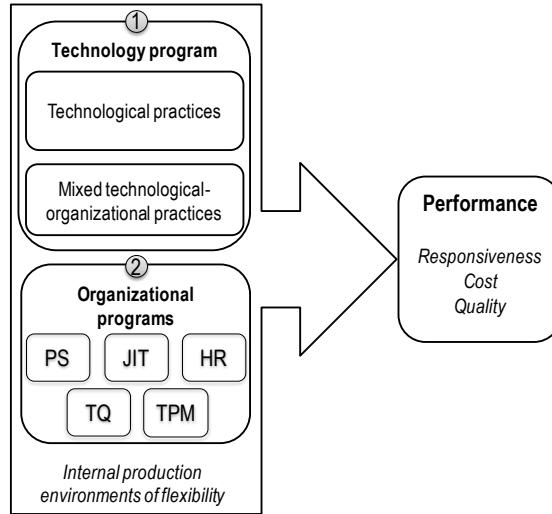 1
Technology program
Technological practices
Mixed technological-
organizational practices
2
Organizational
programs
PS JIT HR
TQ TPM
Internal production
environments of flexibility
Performance
Responsiveness
Cost
Quality